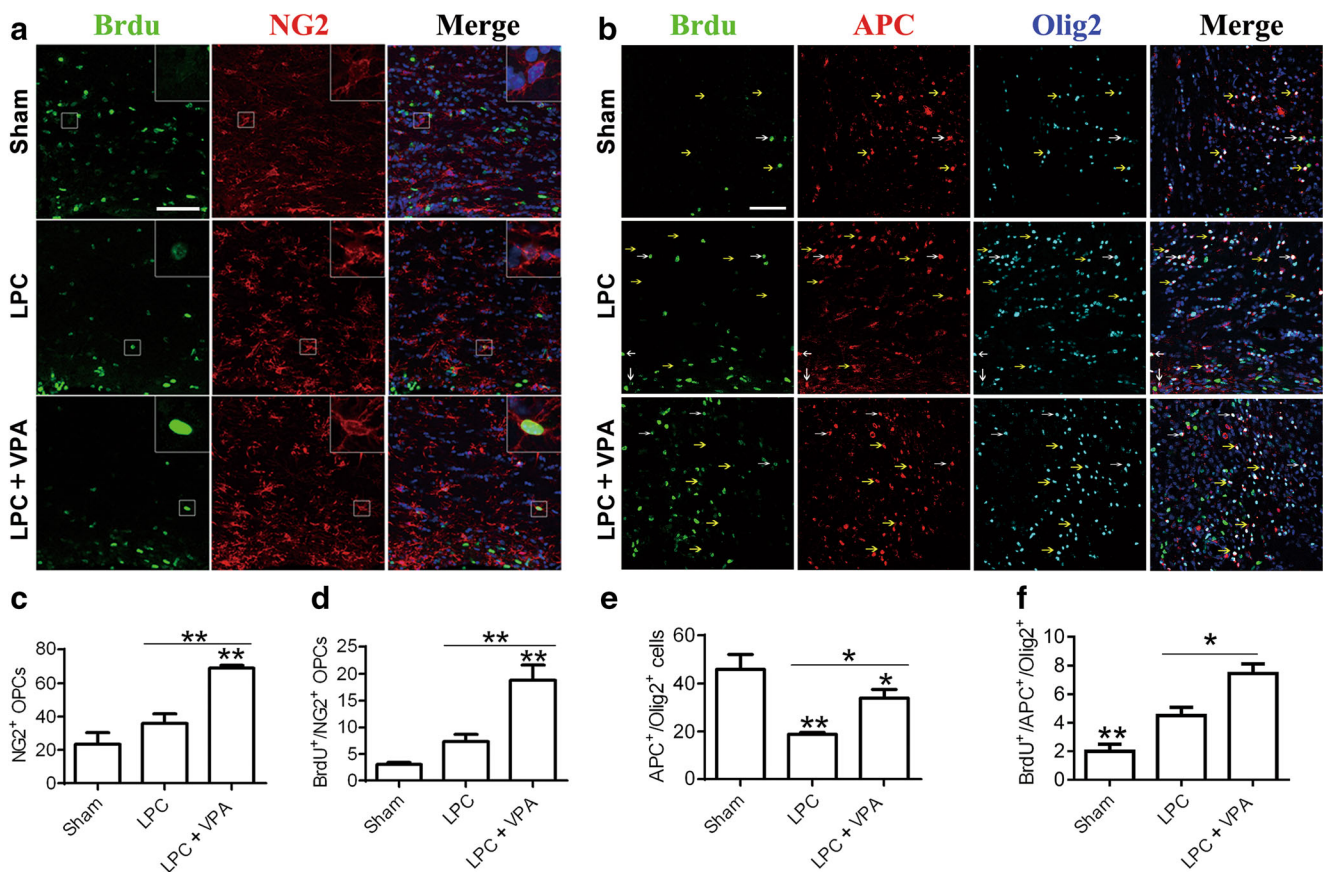 a Brdu NG2 Merge
Sham
LPC
LPC + VPA
b Brdu APC Olig2 Merge
Sham
LPC
LPC + VPA
c
NG2⁺ OPCs
80
60
40
20
0
**
**
Sham LPC LPC + VPA
d
BrdU⁺/NG2⁺ OPCs
25
20
15
10
5
0
**
**
Sham LPC LPC + VPA
e
APC⁺/Olig2⁺ cells
60
40
20
0
*
**
*
Sham LPC LPC + VPA
f
BrdU⁺/APC⁺/Olig2⁺
10
8
6
4
2
0
*
**
Sham LPC LPC + VPA